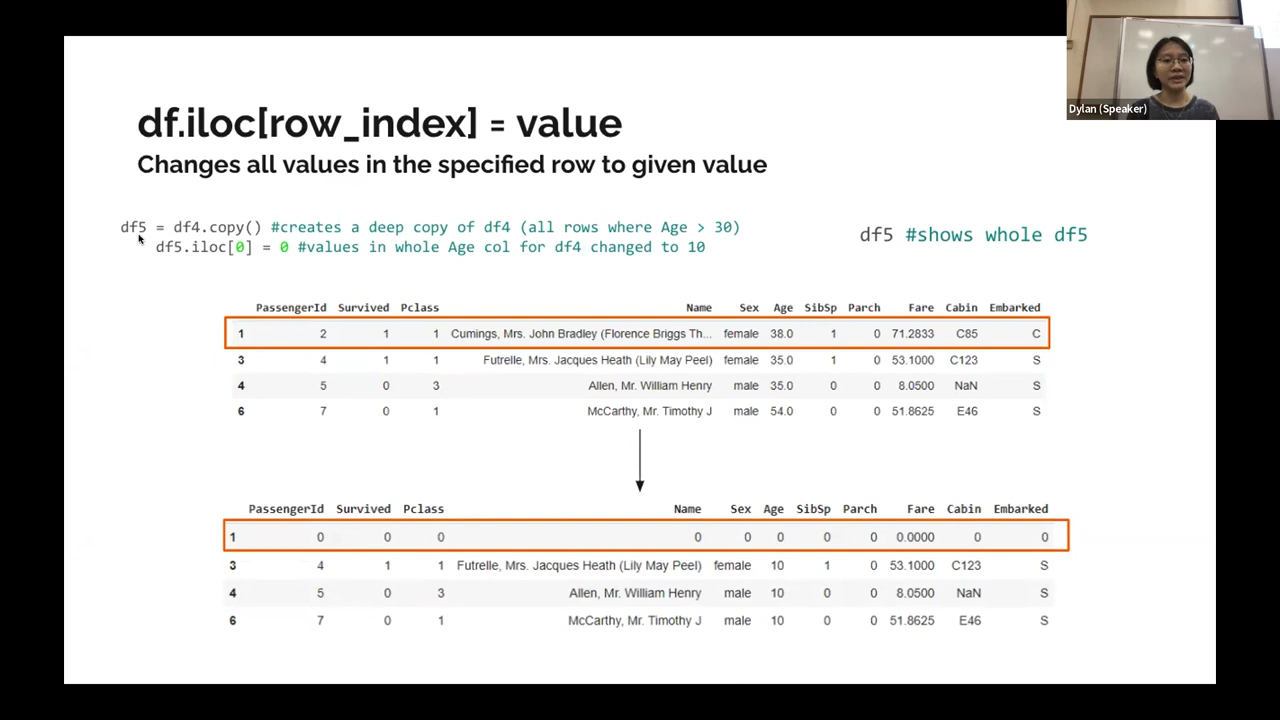 Dylan (Speaker)
df.iloc[row_index] = value
Changes all values in the specified row to given value
df5 = df4.copy() #creates a deep copy of df4 (all rows where Age > 30)
df5.iloc[0] = 0 #values in whole Age col for df4 changed to 10
df5 #shows whole df5
PassengerId Survived Pclass Name Sex Age SibSp Parch Fare Cabin Embarked
1 2 1 1 Cumings, Mrs. John Bradley (Florence Briggs Th... female 38.0 1 0 71.2833 C85 C
3 4 1 1 Futrelle, Mrs. Jacques Heath (Lily May Peel) female 35.0 1 0 53.1000 C123 S
4 5 0 3 Allen, Mr. William Henry male 35.0 0 0 8.0500 NaN S
6 7 0 1 McCarthy, Mr. Timothy J male 54.0 0 0 51.8625 E46 S
PassengerId Survived Pclass Name Sex Age SibSp Parch Fare Cabin Embarked
1 0 0 0 0 0 0 0 0 0.0000 0 0
3 4 1 1 Futrelle, Mrs. Jacques Heath (Lily May Peel) female 10 1 0 53.1000 C123 S
4 5 0 3 Allen, Mr. William Henry male 10 0 0 8.0500 NaN S
6 7 0 1 McCarthy, Mr. Timothy J male 10 0 0 51.8625 E46 S